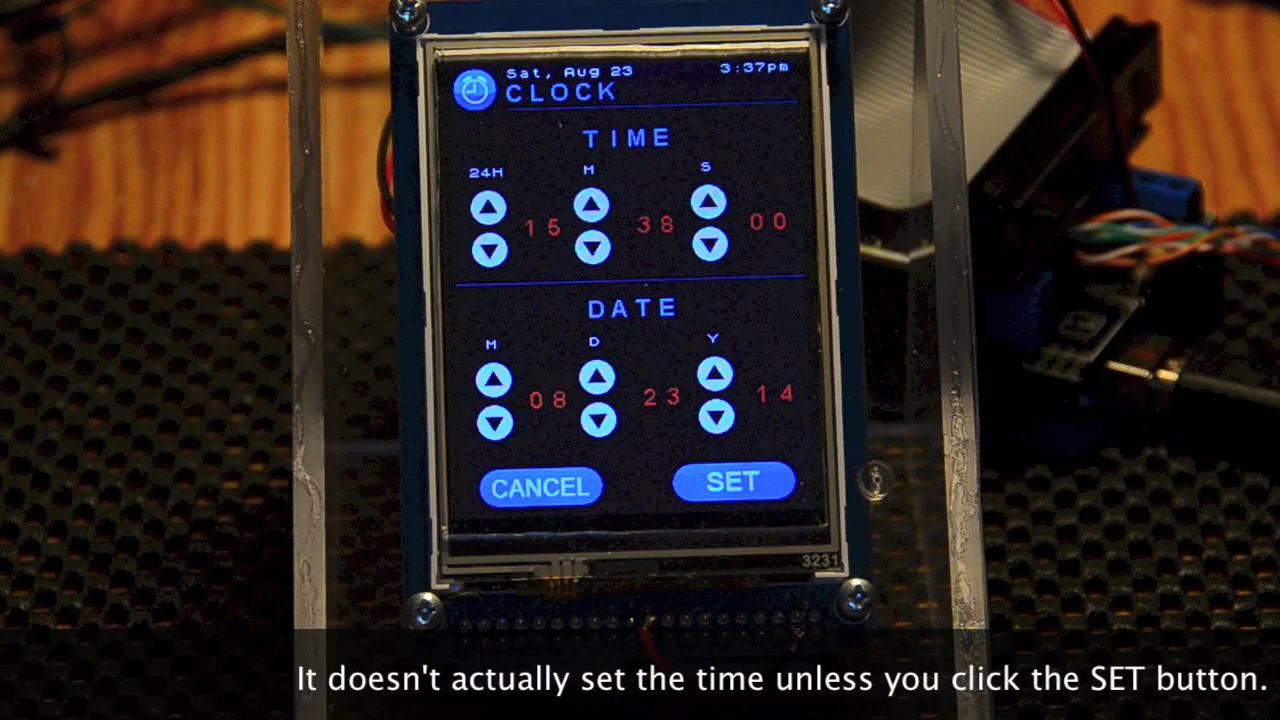 Sat, Aug 23 3:37pm
CLOCK
TIME
24H M S
15 38 00
DATE
M D Y
08 23 14
CANCEL SET
3231
It doesn't actually set the time unless you click the SET button.